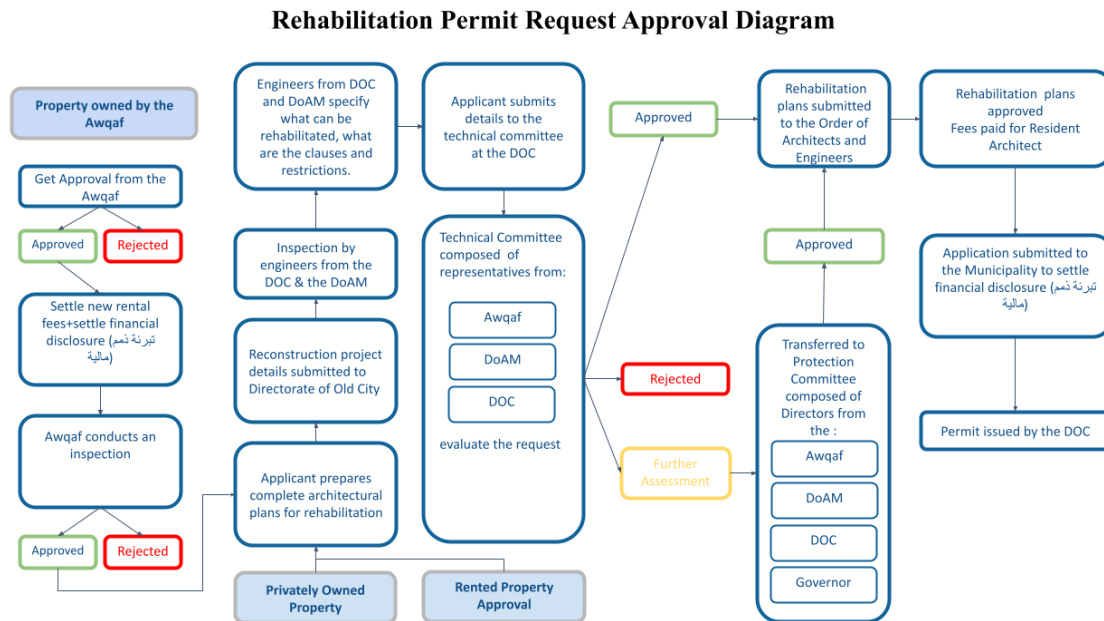 Rehabilitation Permit Request Approval Diagram
Property owned by the
Awqaf
Get Approval from the
Awqaf
Approved
Rejected
Settle new rental
fees+settle financial
disclosure (تبرئة ذمم
مالية)
Awqaf conducts an
inspection
Approved
Rejected
Engineers from DOC
and DoAM specify
what can be
rehabilitated, what
are the clauses and
restrictions.
Inspection by
engineers from the
DOC & the DoAM
Reconstruction project
details submitted to
Directorate of Old City
Applicant prepares
complete architectural
plans for rehabilitation
Privately Owned
Property
Rented Property
Approval
Applicant submits
details to the
technical committee
at the DOC
Technical Committee
composed of
representatives from:
Awqaf
DoAM
DOC
evaluate the request
Approved
Rejected
Further
Assessment
Rehabilitation
plans submitted
to the Order of
Architects and
Engineers
Approved
Transferred to
Protection
Committee
composed of
Directors from
the :
Awqaf
DoAM
DOC
Governor
Rehabilitation plans
approved
Fees paid for Resident
Architect
Application submitted to
the Municipality to settle
financial disclosure (تبرئة ذمم
مالية)
Permit issued by the DOC